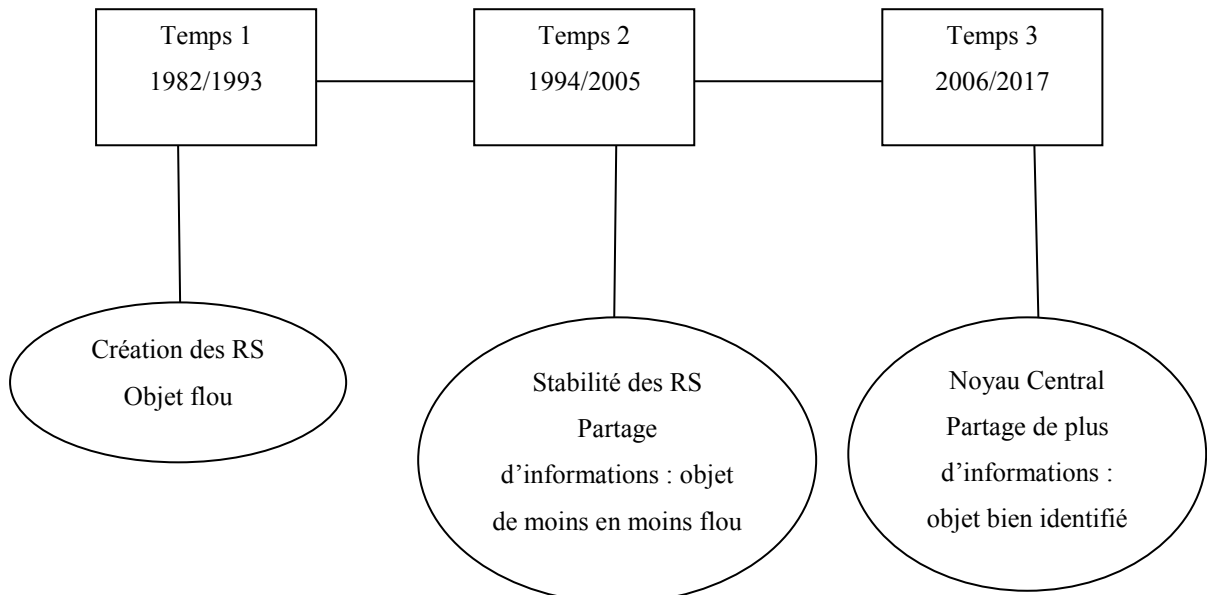 Temps 1
1982/1993
Temps 2
1994/2005
Temps 3
2006/2017
Création des RS
Objet flou
Stabilité des RS
Partage
d’informations : objet
de moins en moins flou
Noyau Central
Partage de plus
d’informations :
objet bien identifié